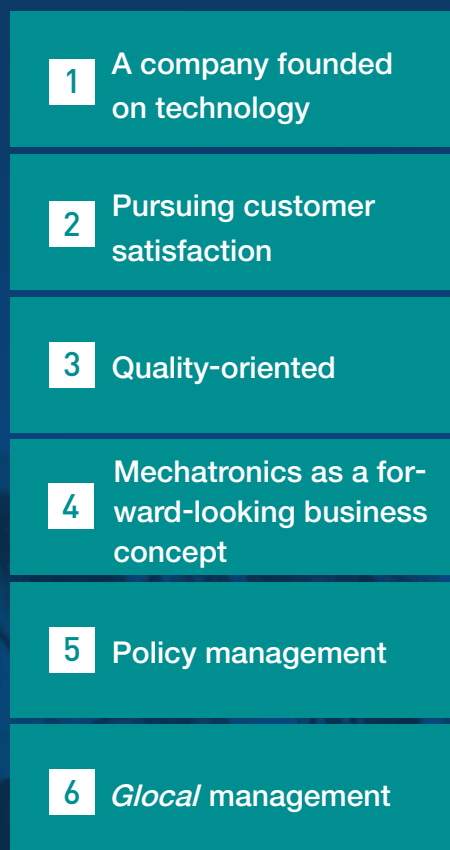 1
A company founded
on technology
2
Pursuing customer
satisfaction
3
Quality-oriented
4
Mechatronics as a for-
ward-looking business
concept
5
Policy management
6
Glocal management